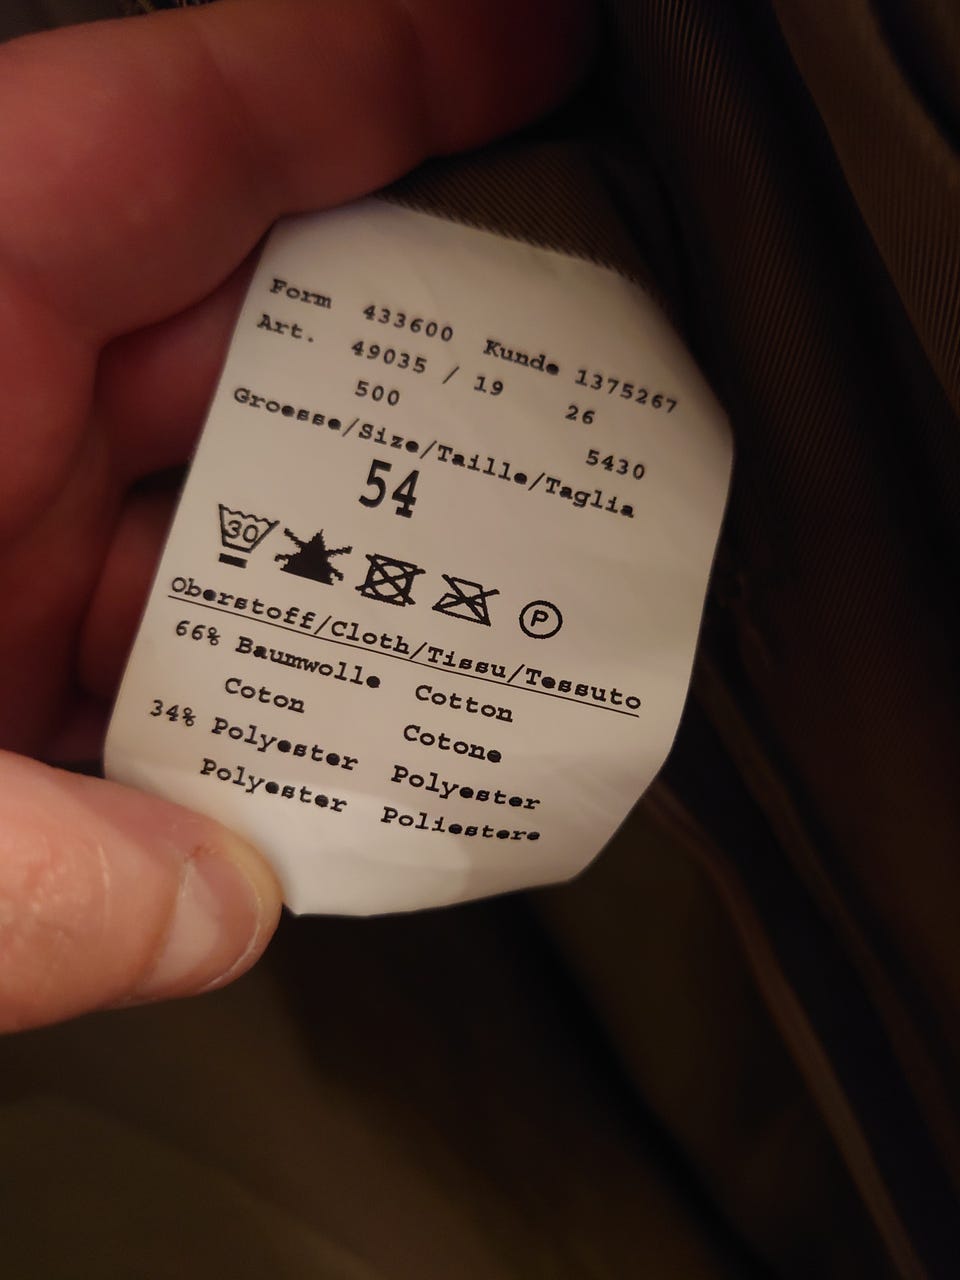 Form 433600 Kunde 1375267
Art. 49035 / 19 26
500 5430
Groesse/Size/Taille/Taglia
54
30 P
Oberstoff/Cloth/Tissu/Tessuto
66% Baumwolle Cotton
Coton Cotone
34% Polyester Polyester
Polyester Poliestere